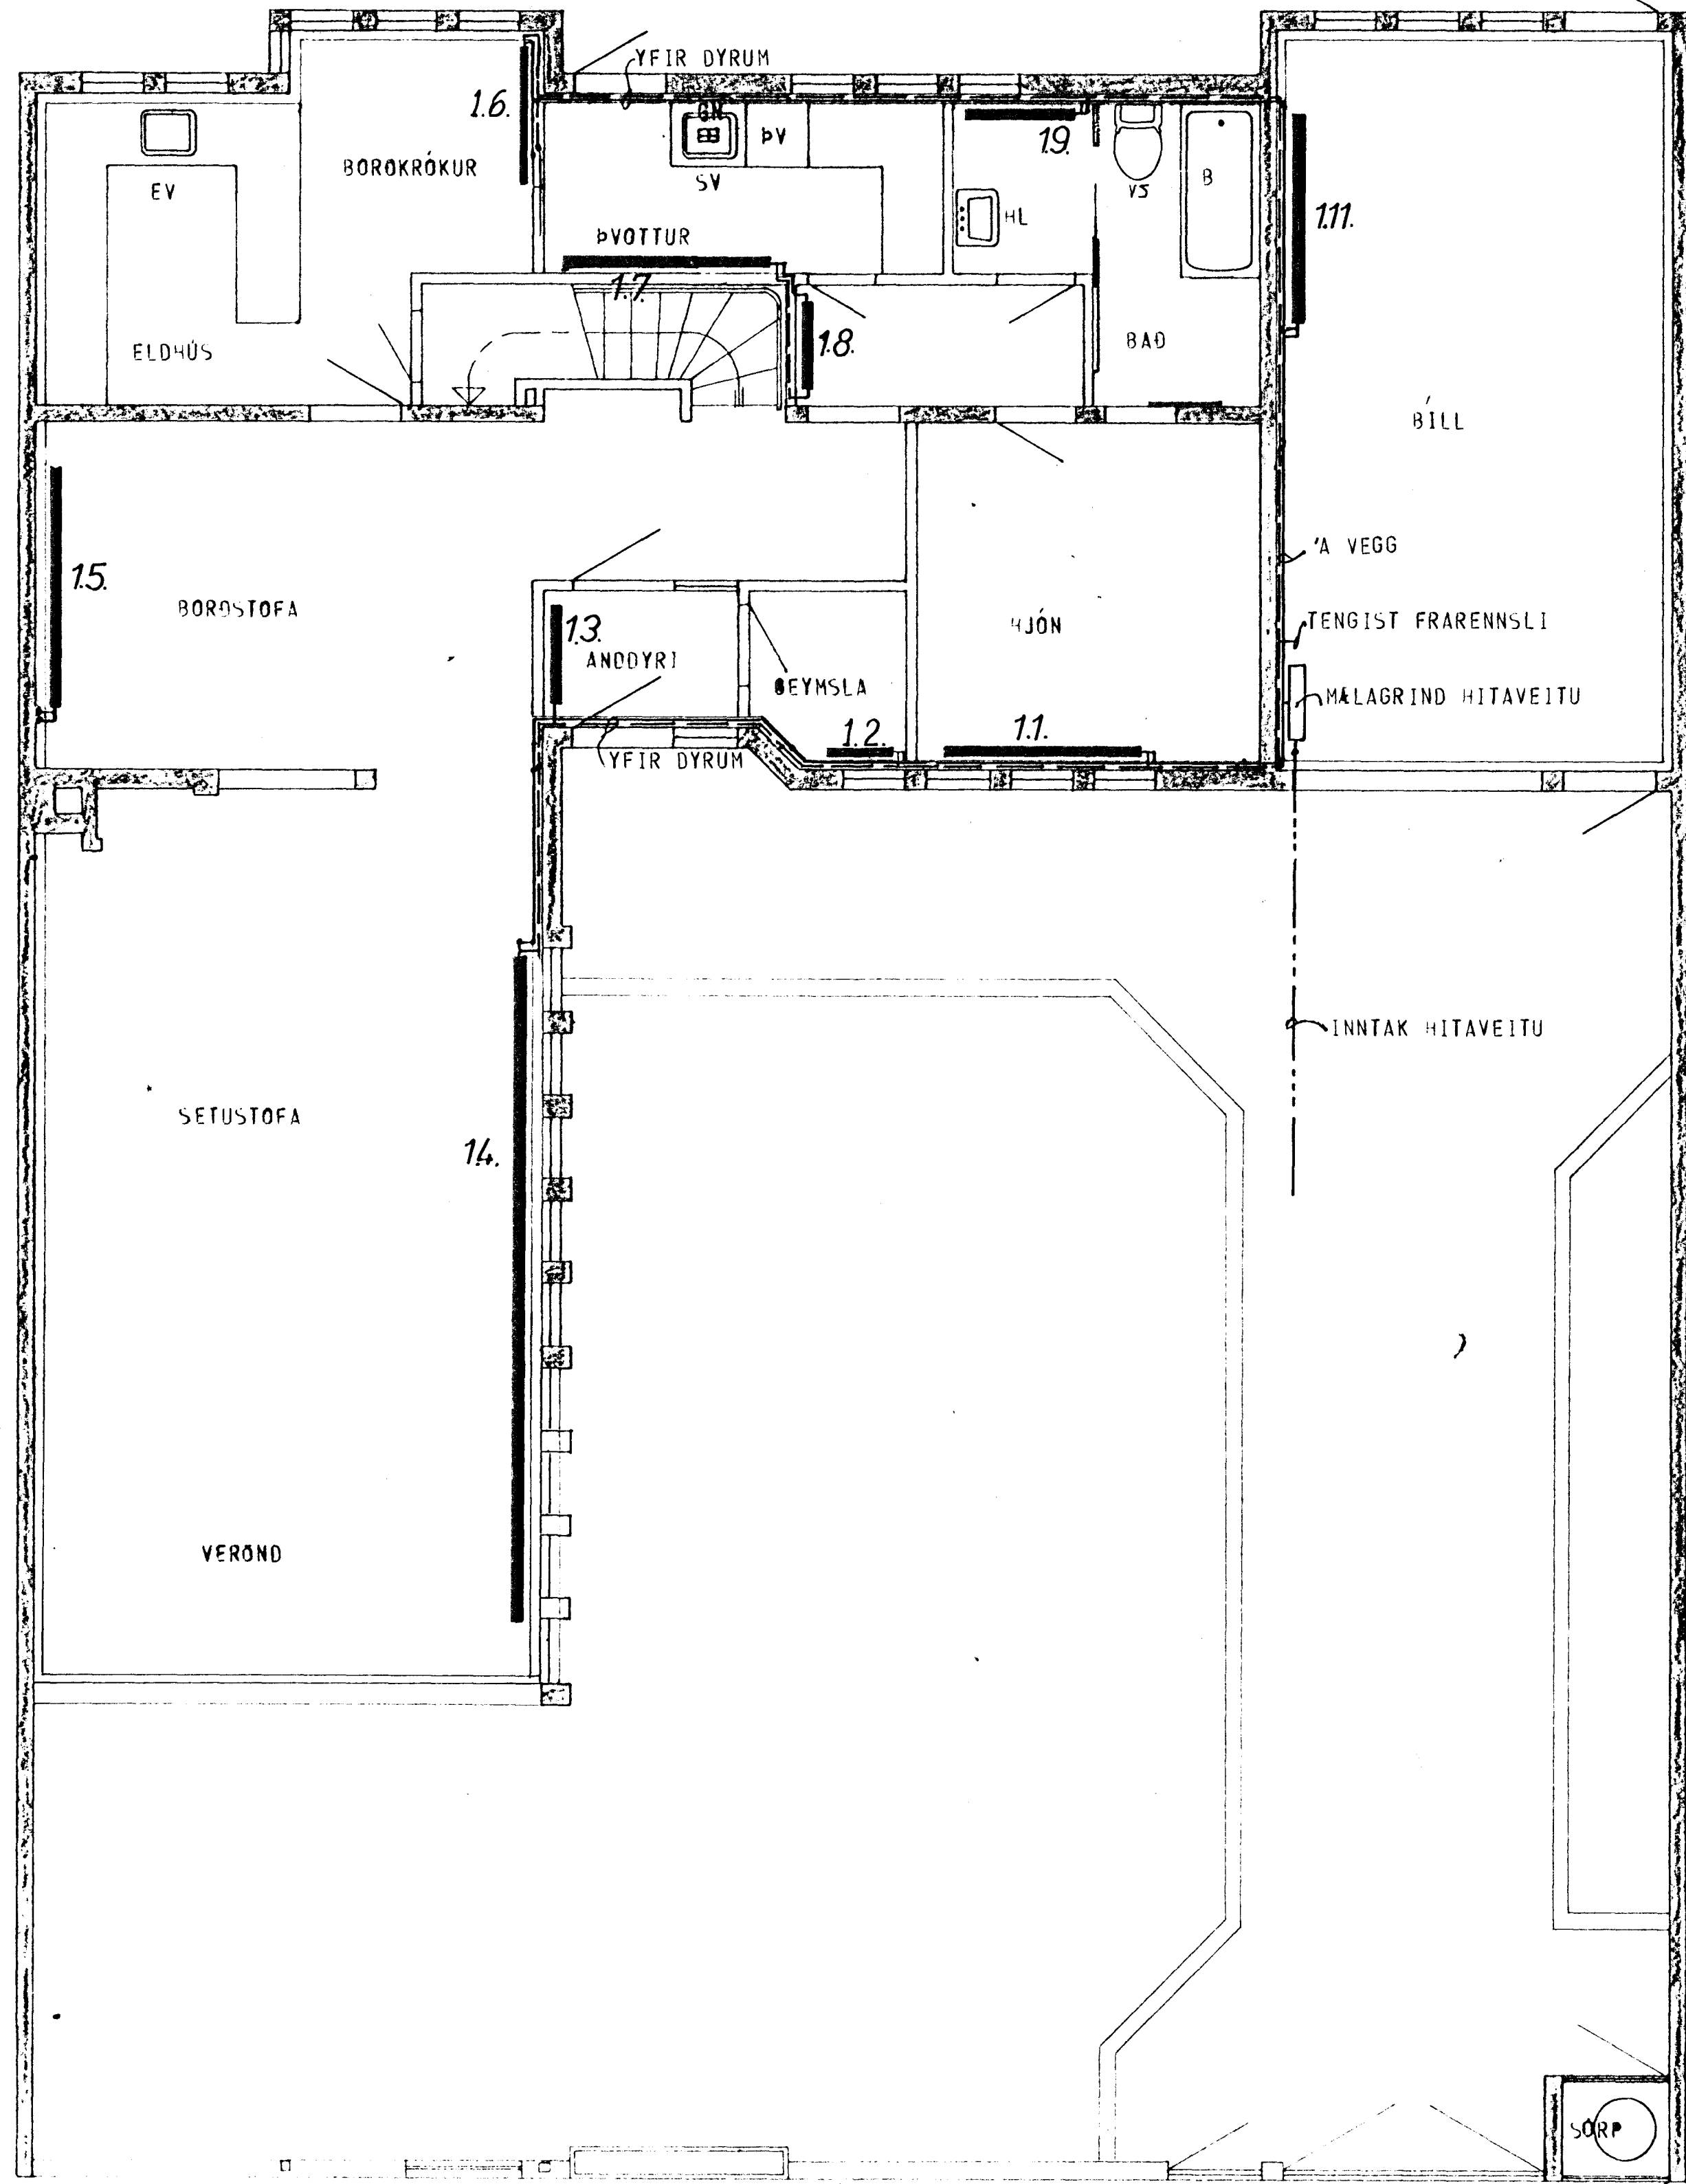 YFIR DYRUM
1.6.
GN
ÞV
1.9.
BORÐKRÓKUR
EV
SV
VS
B
HL
1.11.
ÞVOTTUR
1.7.
1.8.
ELDHÚS
BAÐ
BÍLL
'A VEGG
1.5.
BORÐSTOFA
1.3.
HJÓN
TENGIST FRARENNSLI
ANDDYRI
GEYMSLA
MÆLAGRIND HITAVEITU
1.2.
1.1.
YFIR DYRUM
INNTAK HITAVEITU
SETUSTOFA
1.4.
VERÖND
SORP